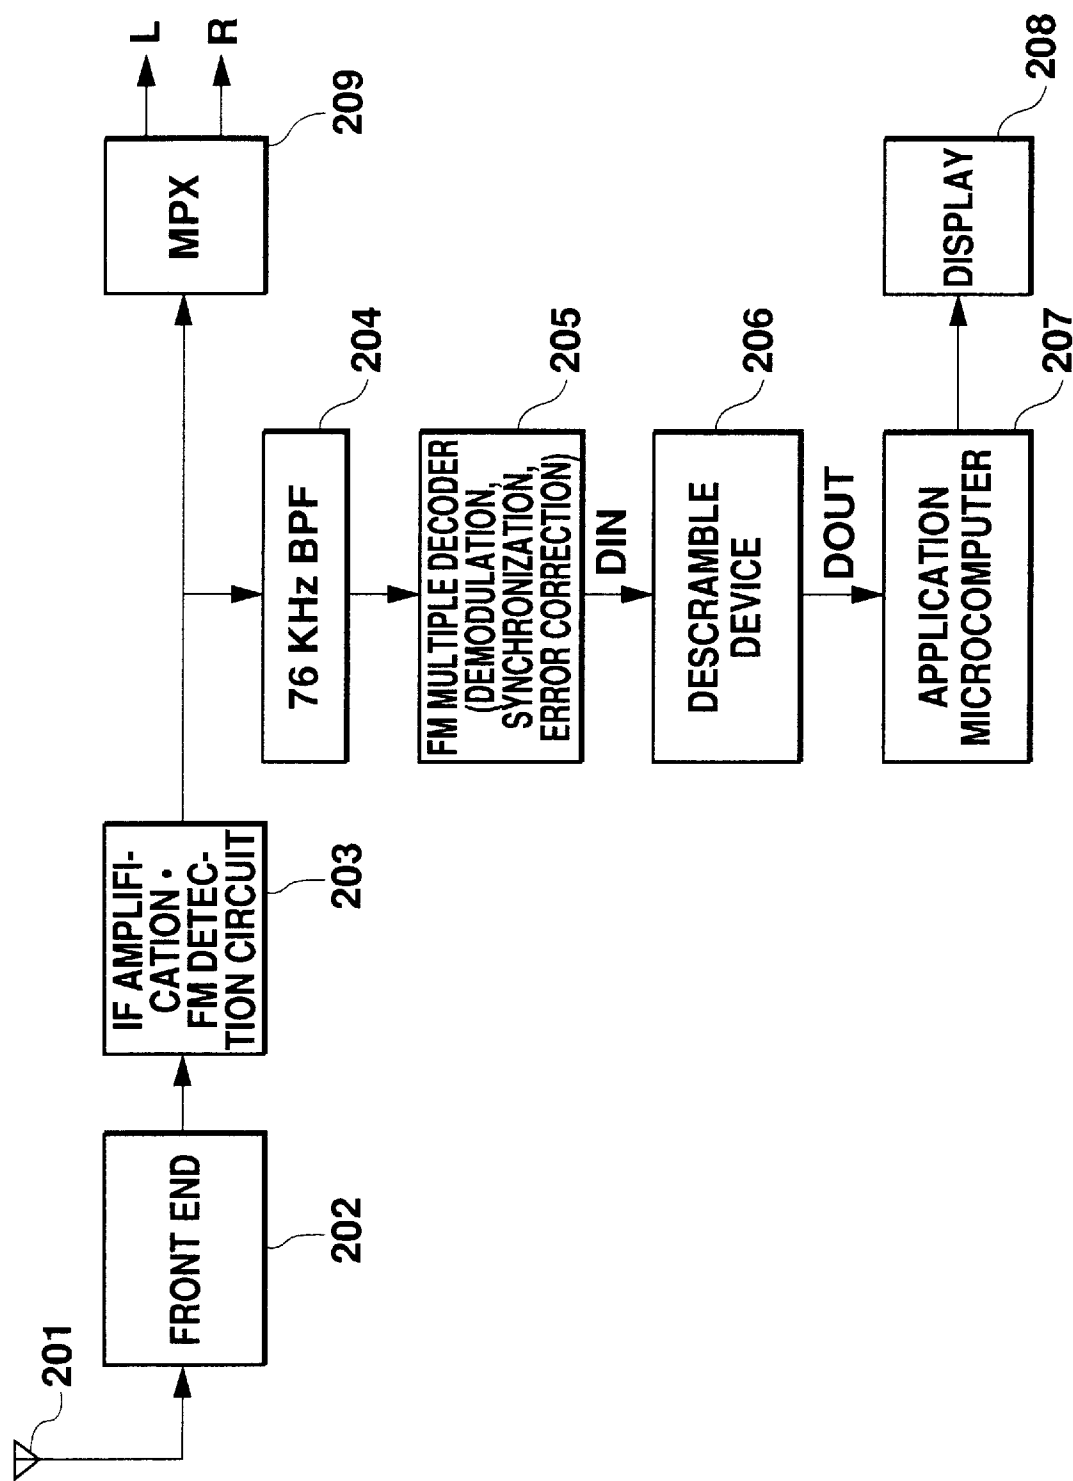 201
FRONT END
202
IF AMPLIFI-
CATION •
FM DETEC-
TION CIRCUIT
203
MPX
209
L
R
76 KHz BPF
204
FM MULTIPLE DECODER
(DEMODULATION,
SYNCHRONIZATION,
ERROR CORRECTION)
205
DIN
DESCRAMBLE
DEVICE
206
DOUT
APPLICATION
MICROCOMPUTER
207
DISPLAY
208